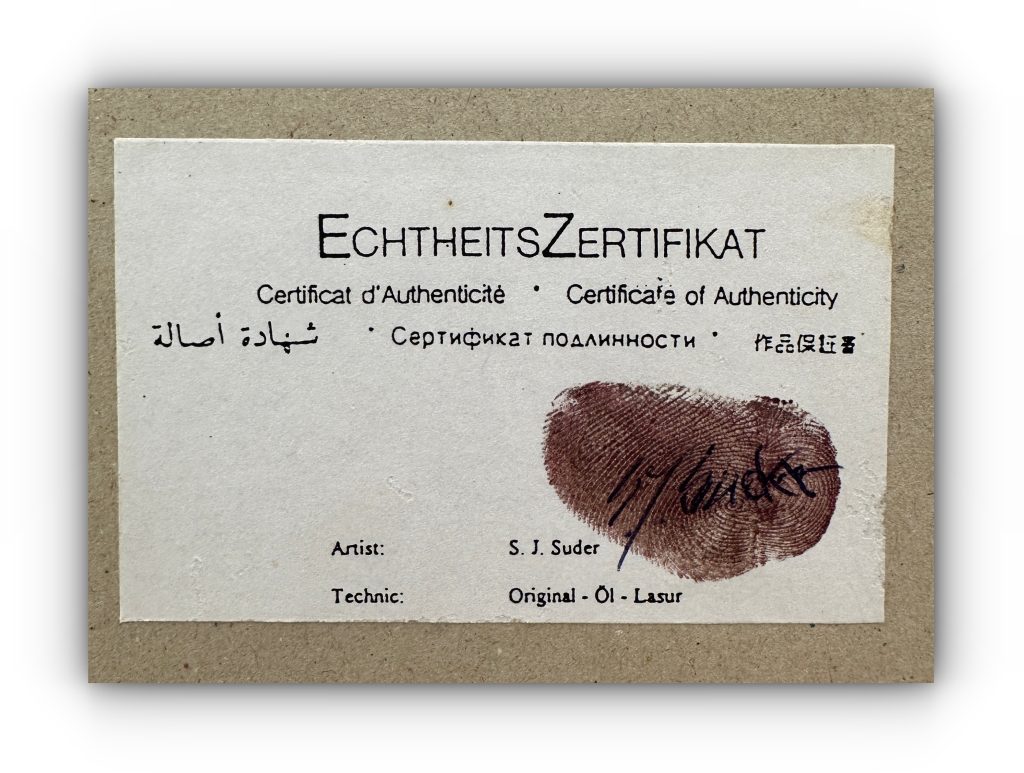 ECHTHEITSZERTIFIKAT
Certificat d'Authenticité · Certificate of Authenticity
شهادة أصالة · Сертификат подлинности · 作品保証書
S. J. Suder
Artist: S. J. Suder
Technic: Original - Öl - Lasur